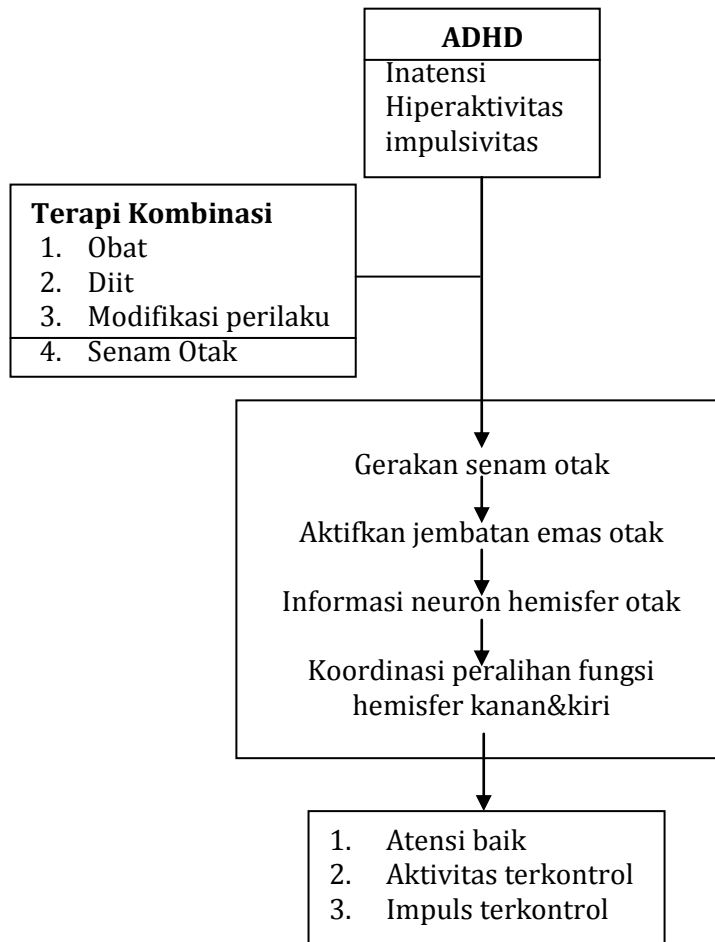 ADHD
Inatensi
Hiperaktivitas
impulsivitas
Terapi Kombinasi
1. Obat
2. Diit
3. Modifikasi perilaku
4. Senam Otak
Gerakan senam otak
Aktifkan jembatan emas otak
Informasi neuron hemisfer otak
Koordinasi peralihan fungsi
hemisfer kanan&kiri
1. Atensi baik
2. Aktivitas terkontrol
3. Impuls terkontrol